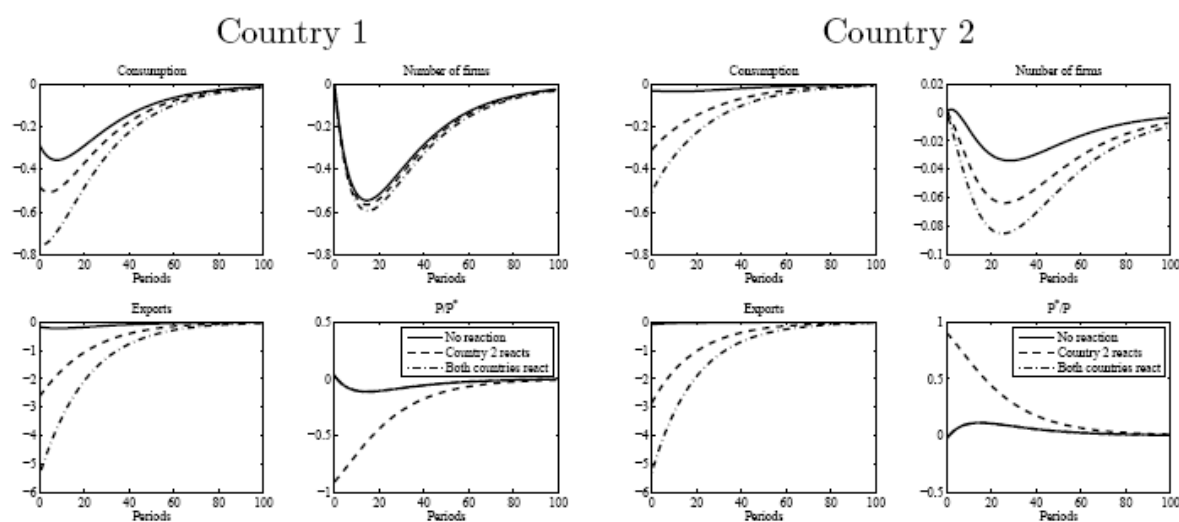 Country 1
Country 2
Consumption
0
−0.2
−0.4
−0.6
−0.8
0 20 40 60 80 100
Periods
Number of firms
0
−0.2
−0.4
−0.6
−0.8
0 20 40 60 80 100
Periods
Consumption
0
−0.2
−0.4
−0.6
−0.8
0 20 40 60 80 100
Periods
Number of firms
0.02
0
−0.02
−0.04
−0.06
−0.08
−0.1
0 20 40 60 80 100
Periods
Exports
0
−1
−2
−3
−4
−5
−6
0 20 40 60 80 100
Periods
P/P*
0.5
0
−0.5
−1
0 20 40 60 80 100
Periods
No reaction
Country 2 reacts
Both countries react
Exports
0
−1
−2
−3
−4
−5
−6
0 20 40 60 80 100
Periods
P*/P
1
0.5
0
−0.5
0 20 40 60 80 100
Periods
No reaction
Country 2 reacts
Both countries react